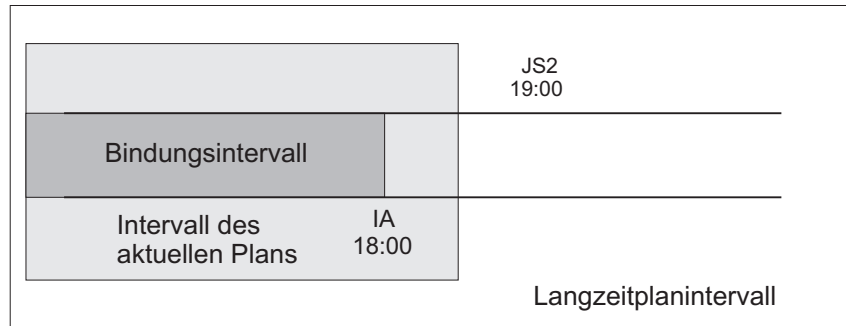 JS2
19:00
Bindungsintervall
Intervall des
aktuellen Plans
IA
18:00
Langzeitplanintervall